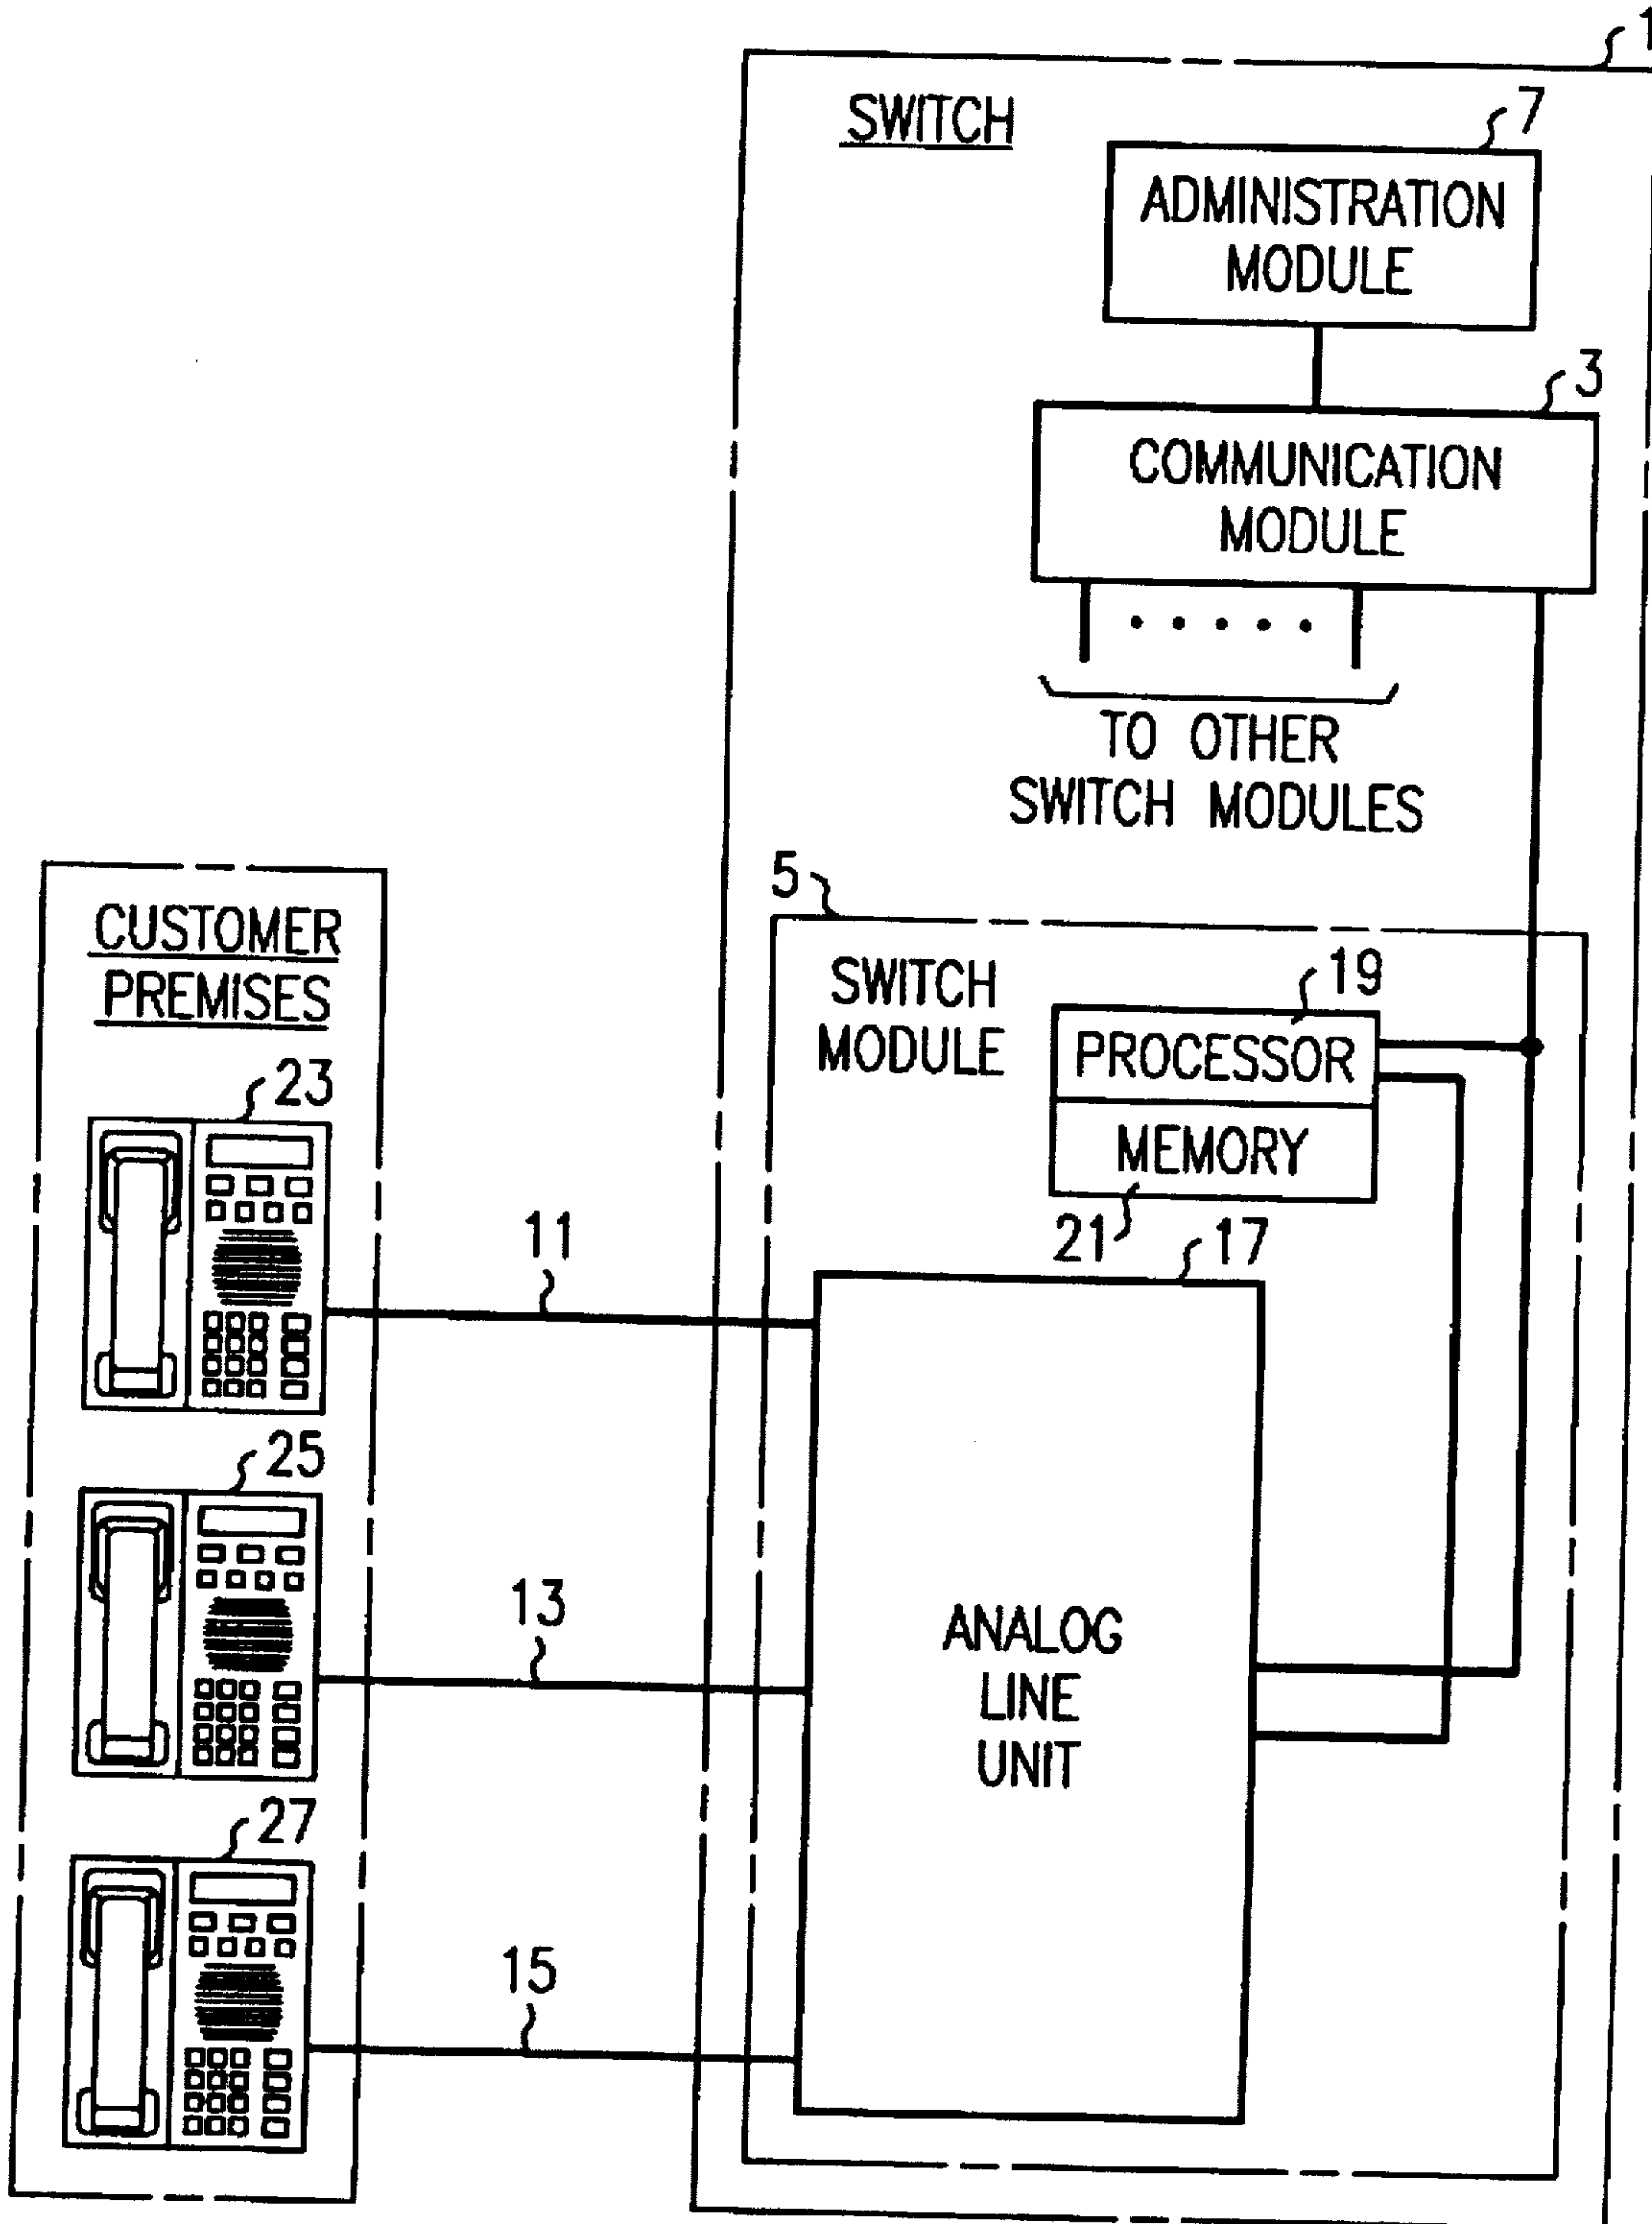 1
SWITCH
7
ADMINISTRATION
MODULE
3
COMMUNICATION
MODULE
TO OTHER
SWITCH MODULES
5
CUSTOMER
PREMISES
SWITCH
MODULE
19
PROCESSOR
MEMORY
21
17
23
11
25
13
ANALOG
LINE
UNIT
27
15